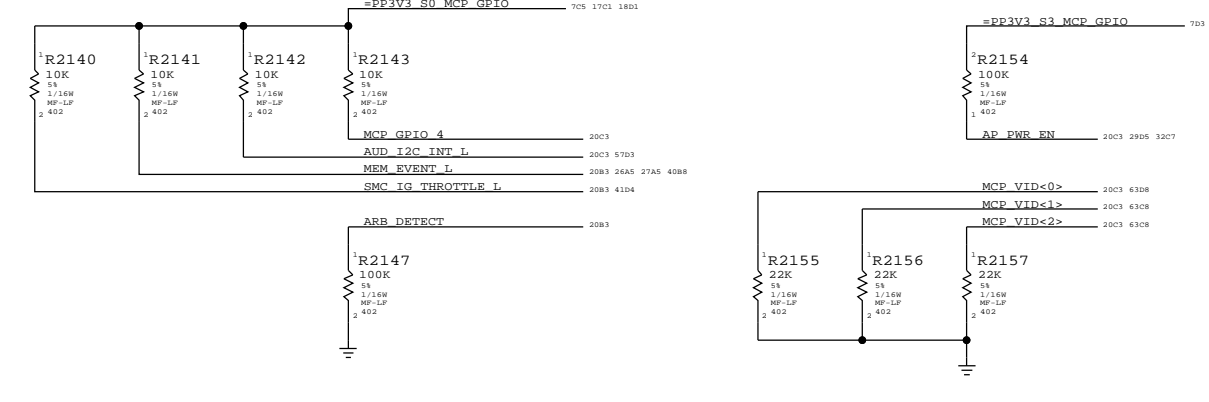 =PP3V3_S0_MCP_GPIO 7C5 17C1 18D1
=PP3V3_S3_MCP_GPIO 7D3
1 R2140 10K 5% 1/16W MF-LF 2 402
1 R2141 10K 5% 1/16W MF-LF 2 402
1 R2142 10K 5% 1/16W MF-LF 2 402
1 R2143 10K 5% 1/16W MF-LF 2 402
2 R2154 100K 5% 1/16W MF-LF 1 402
MCP_GPIO_4 20C3
AP_PWR_EN 20C3 29D5 32C7
AUD_I2C_INT_L 20C3 57D3
MEM_EVENT_L 20B3 26A5 27A5 40B8
SMC_IG_THROTTLE_L 20B3 41D4
MCP_VID<0> 20C3 63D8
MCP_VID<1> 20C3 63C8
ARB_DETECT 20B3
MCP_VID<2> 20C3 63C8
1 R2147 100K 5% 1/16W MF-LF 2 402
1 R2155 22K 5% 1/16W MF-LF 2 402
1 R2156 22K 5% 1/16W MF-LF 2 402
1 R2157 22K 5% 1/16W MF-LF 2 402